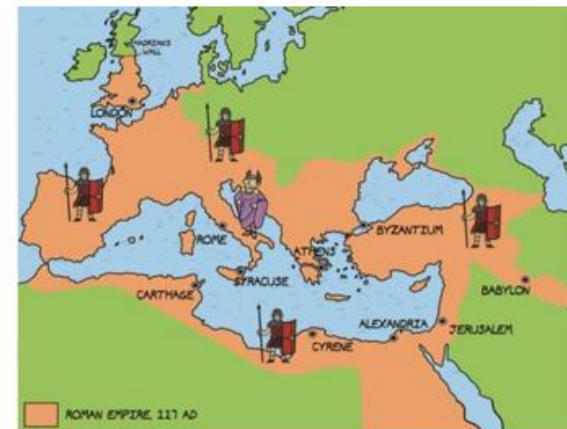 HADRIAN'S
WALL
LONDON
ROME
ATHENS
BYZANTIUM
SYRACUSE
CARTHAGE
BABYLON
ALEXANDRIA
JERUSALEM
CYRENE
ROMAN EMPIRE, 117 AD